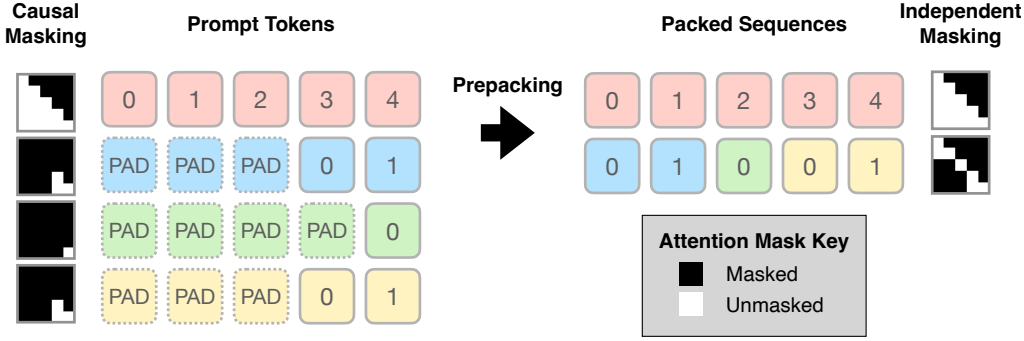 Causal
Masking
Prompt Tokens
0 1 2 3 4
PAD PAD PAD 0 1
PAD PAD PAD PAD 0
PAD PAD PAD 0 1
Prepacking
Packed Sequences
Independent
Masking
0 1 2 3 4
0 1 0 0 1
Attention Mask Key
Masked
Unmasked